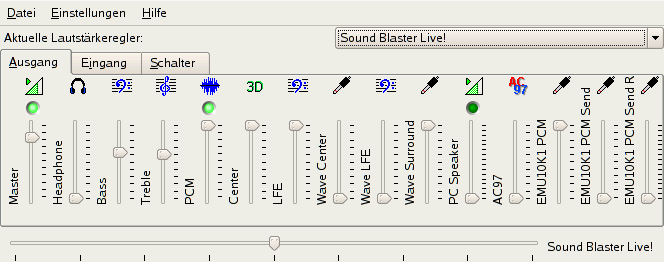 Datei Einstellungen Hilfe
Aktuelle Lautstärkeregler: Sound Blaster Live!
Ausgang Eingang Schalter
3D AC 97
Master Headphone Bass Treble PCM Center LFE Wave Center Wave LFE Wave Surround PC Speaker AC97 EMU10K1 PCM EMU10K1 PCM Send EMU10K1 PCM Send R
Sound Blaster Live!